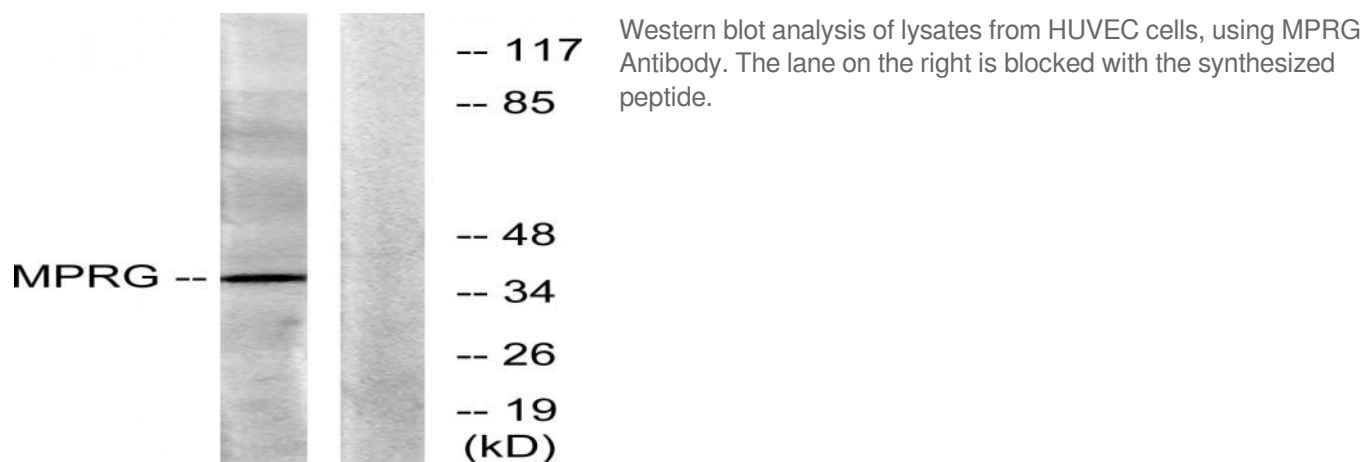 -- 117
-- 85
-- 48
MPRG --
-- 34
-- 26
-- 19
(kD)
Western blot analysis of lysates from HUVEC cells, using MPRG
Antibody. The lane on the right is blocked with the synthesized
peptide.